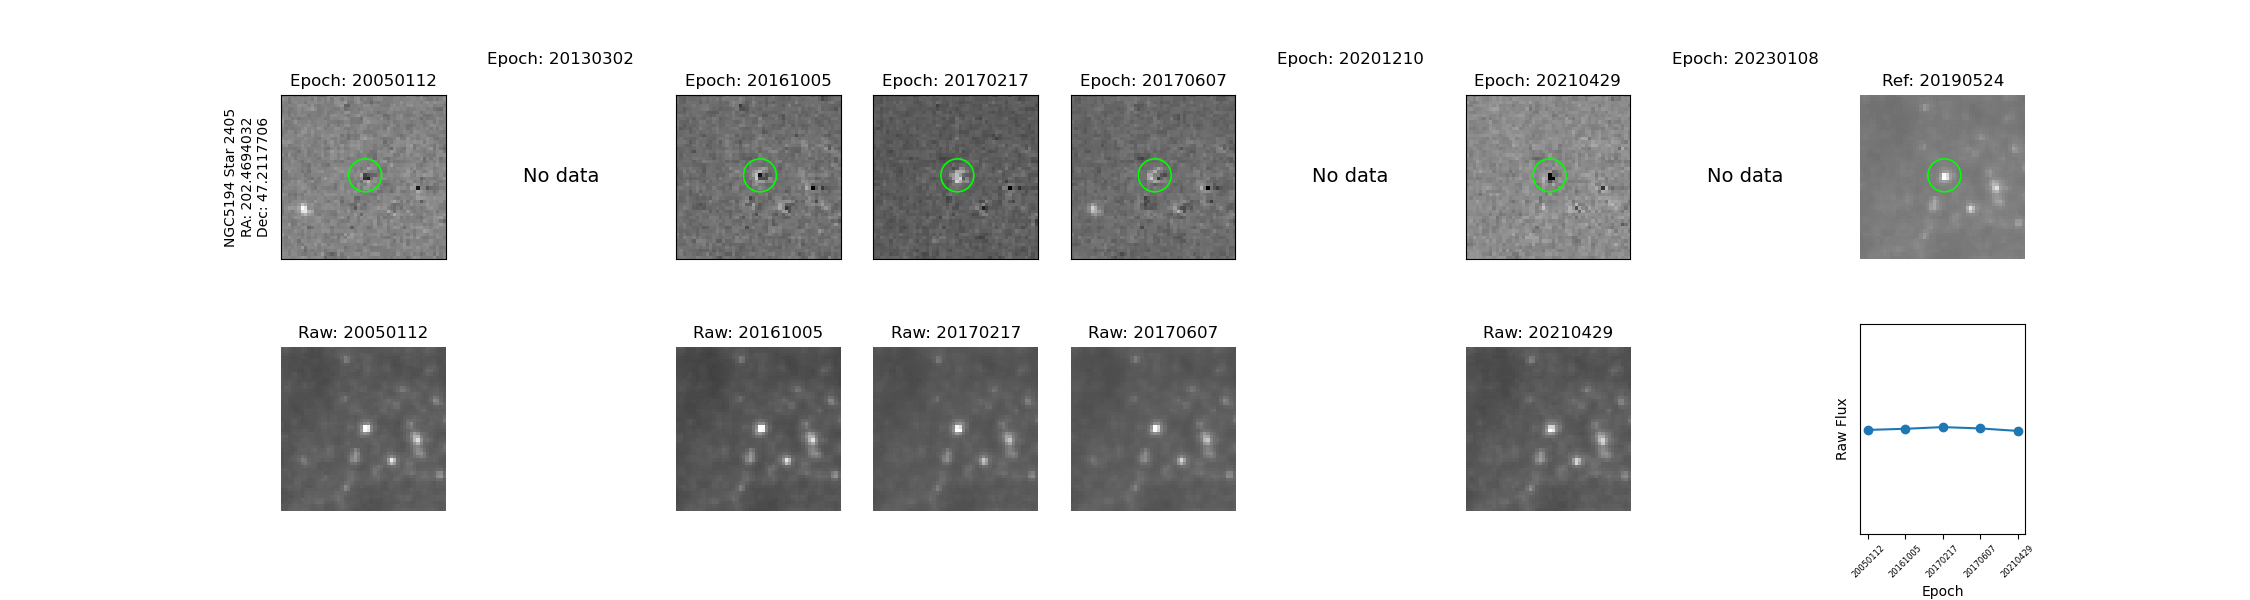 Epoch: 20130302
Epoch: 20201210
Epoch: 20230108
Epoch: 20050112
Epoch: 20161005
Epoch: 20170217
Epoch: 20170607
Epoch: 20210429
Ref: 20190524
NGC5194 Star 2405
RA: 202.4694032
Dec: 47.2117706
No data
No data
No data
Raw: 20050112
Raw: 20161005
Raw: 20170217
Raw: 20170607
Raw: 20210429
Raw Flux
20050112
20161005
20170217
20170607
20210429
Epoch